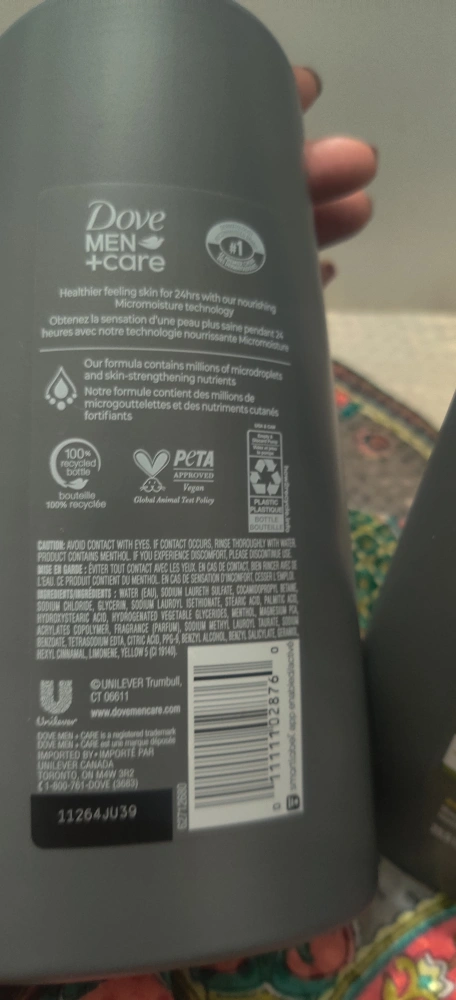 Dove
MEN
+care
#1
Healthier feeling skin for 24hrs with our nourishing
Micromoisture technology
Obtenez la sensation d'une peau plus saine pendant 24
heures avec notre technologie nourrissante Micromoisture
Our formula contains millions of microdroplets
and skin-strengthening nutrients
Notre formule contient des millions de
microgouttelettes et des nutriments cutanés
fortifiants
100%
recycled
bottle
bouteille
100% recyclée
PETA
APPROVED
Vegan
Global Animal Test Policy
PLASTIC
PLASTIQUE
BOTTLE
BOUTEILLE
CAUTION: AVOID CONTACT WITH EYES. IF CONTACT OCCURS, RINSE THOROUGHLY WITH WATER.
PRODUCT CONTAINS MENTHOL. IF YOU EXPERIENCE DISCOMFORT, PLEASE DISCONTINUE USE.
MISE EN GARDE : ÉVITER TOUT CONTACT AVEC LES YEUX. EN CAS DE CONTACT, BIEN RINCER AVEC DE
L'EAU. CE PRODUIT CONTIENT DU MENTHOL. EN CAS DE SENSATION D'INCONFORT, CESSER L'EMPLOI.
INGREDIENTS/INGRÉDIENTS : WATER (EAU), SODIUM LAURETH SULFATE, COCAMIDOPROPYL BETAINE,
SODIUM CHLORIDE, GLYCERIN, SODIUM LAUROYL ISETHIONATE, STEARIC ACID, PALMITIC ACID,
HYDROXYSTEARIC ACID, HYDROGENATED VEGETABLE GLYCERIDES, MENTHOL, MAGNESIUM PCA,
ACRYLATES COPOLYMER, FRAGRANCE (PARFUM), SODIUM METHYL LAUROYL TAURATE, SODIUM
BENZOATE, TETRASODIUM EDTA, CITRIC ACID, PPG-6, BENZYL ALCOHOL, BENZYL SALICYLATE,
HEXYL CINNAMAL, LIMONENE, YELLOW 5 (CI 19140).
Unilever
©UNILEVER Trumbull,
CT 06611
www.dovemencare.com
DOVE MEN + CARE is a registered trademark
DOVE MEN + CARE est une marque déposée
IMPORTED BY • IMPORTÉ PAR
UNILEVER CANADA
TORONTO, ON M4W 3R2
1-800-761-DOVE (3683)
11264JU39
0 11111 02876 0
smartlabel™ app enabled/activé